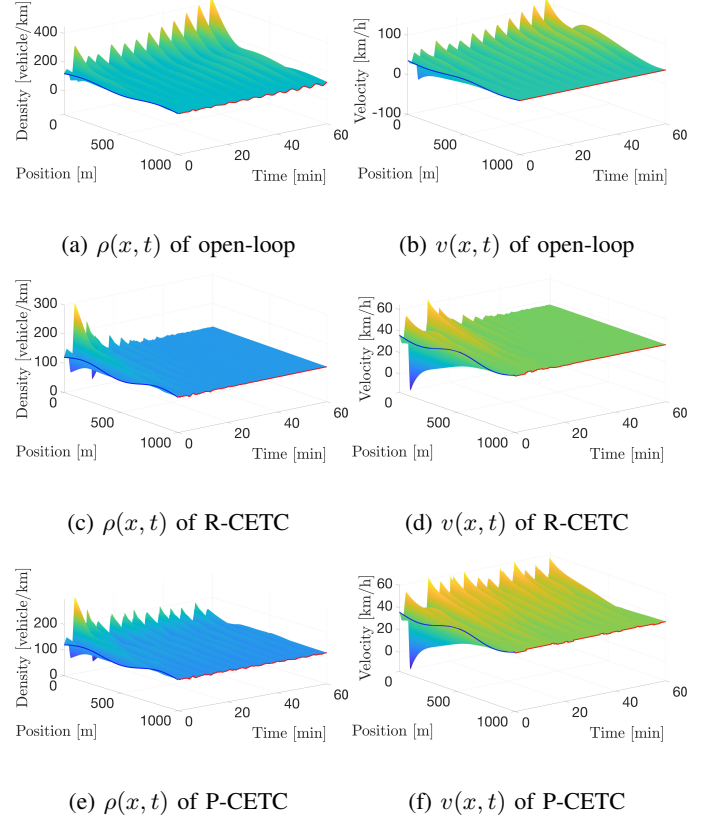 400
200
0
Density [vehicle/km]
0
500
1000
Position [m]
0
20
40
60
Time [min]
100
0
-100
Velocity [km/h]
0
500
1000
Position [m]
0
20
40
60
Time [min]
(a) ρ(x, t) of open-loop
(b) v(x, t) of open-loop
300
200
100
0
Density [vehicle/km]
0
500
1000
Position [m]
0
20
40
60
Time [min]
60
40
20
0
Velocity [km/h]
0
500
1000
Position [m]
0
20
40
60
Time [min]
(c) ρ(x, t) of R-CETC
(d) v(x, t) of R-CETC
200
100
0
Density [vehicle/km]
0
500
1000
Position [m]
0
20
40
60
Time [min]
60
40
20
0
Velocity [km/h]
0
500
1000
Position [m]
0
20
40
60
Time [min]
(e) ρ(x, t) of P-CETC
(f) v(x, t) of P-CETC